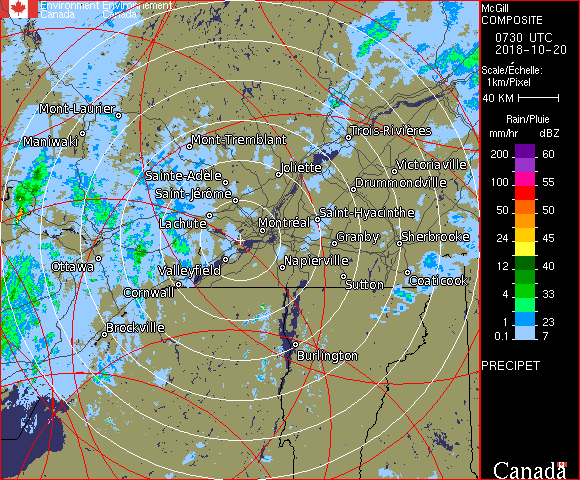 Environment Environnement
Canada Canada
McGill
COMPOSITE
0730 UTC
2018-10-20
Scale/Échelle:
1km/Pixel
40 KM
Rain/Pluie
mm/hr dBZ
200 60
100 55
50 50
24 45
12 40
4 33
2 28
1 23
0.1 7
PRECIPET
Canada
Mont-Laurier
Maniwaki
Mont-Tremblant
Trois-Rivières
Sainte-Adèle
Joliette
Victoriaville
Saint-Jérôme
Drummondville
Lachute
Montréal
Saint-Hyacinthe
Granby
Sherbrooke
Ottawa
Valleyfield
Napierville
Cornwall
Sutton
Coaticook
Brockville
Burlington